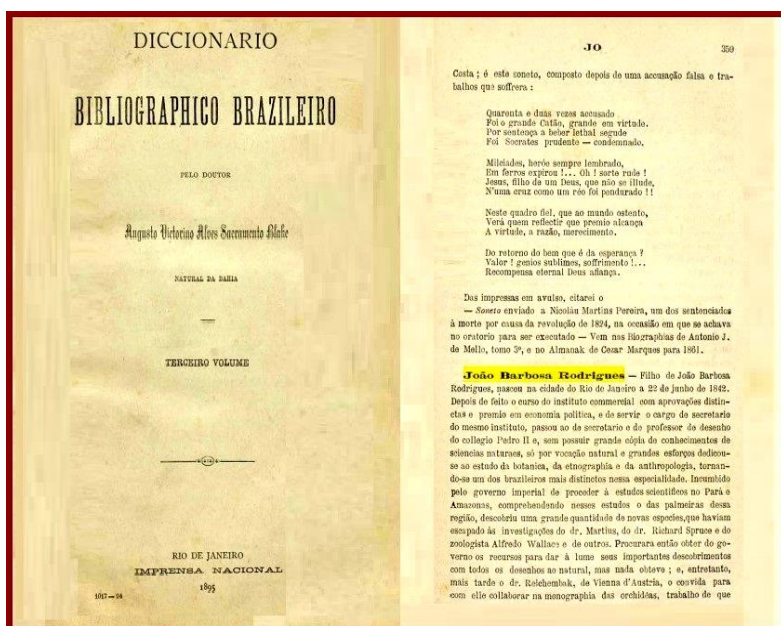 DICCIONARIO
BIBLIOGRAPHICO BRAZILEIRO
PELO DOUTOR
Augusto Victorino Alves Sacramento Blake
NATURAL DA BAHIA
TERCEIRO VOLUME
RIO DE JANEIRO
IMPRENSA NACIONAL
1017—94
1895
JO 359
Costa ; é este soneto, composto depois de uma accusação falsa e tra-
balhos que soffrera :
Quarenta e duas vezes accusado
Foi o grande Catão, grande em virtude.
Por sentença a beber lethal segude
Foi Socrates prudente — condemnado.
Milciades, heróe sempre lembrado,
Em ferros expirou !... Oh ! sorte rude !
Jesus, filho de um Deus, que não se illude,
N'uma cruz como um réo foi pendurado ! !
Neste quadro fiel, que ao mundo ostento,
Verá quem reflectir que premio alcança
A virtude, a razão, merecimento.
Do retorno do bem que é da esperança ?
Valor ! genios sublimes, soffrimento !...
Recompensa eternal Deus afiança.
Das impressas em avulso, citarei o
— Soneto enviado a Nicoláu Martins Pereira, um dos sentenciados
à morte por causa da revolução de 1824, na occasião em que se achava
no oratorio para ser executado — Vem nas Biographias de Antonio J.
de Mello, tomo 3º, e no Almanak de Cezar Marques para 1861.
João Barbosa Rodrigues — Filho de João Barbosa
Rodrigues, nasceu na cidade do Rio de Janeiro a 22 de junho de 1842.
Depois de feito o curso do instituto commercial com approvações distin-
ctas e premio em economia politica, e de servir o cargo de secretario
do mesmo instituto, passou ao de secretario e de professor de desenho
do collegio Pedro II e, sem possuir grande cópia de conhecimentos de
sciencias naturaes, só por vocação natural e grandes esforços dedicou-
se ao estudo da botanica, da etnographia e da anthropologia, tornan-
do-se um dos brazileiros mais distinctos nessa especialidade. Incumbido
pelo governo imperial de proceder à estudos scientificos no Pará e
Amazonas, comprehendendo nesses estudos o das palmeiras dessa
região, descobriu uma grande quantidade de novas especies,que haviam
escapado ás investigações do dr. Martius, do dr. Richard Spruce e do
zoologista Alfredo Wallace e de outros. Procurara então obter do go-
verno os recursos para dar à lume seus importantes descobrimentos
com todos os desenhos ao natural, mas nada obteve ; e, entretanto,
mais tarde o dr. Reichembak, de Vienna d'Austria, o convida para
com elle collaborar na monographia das orchidéas, trabalho de que